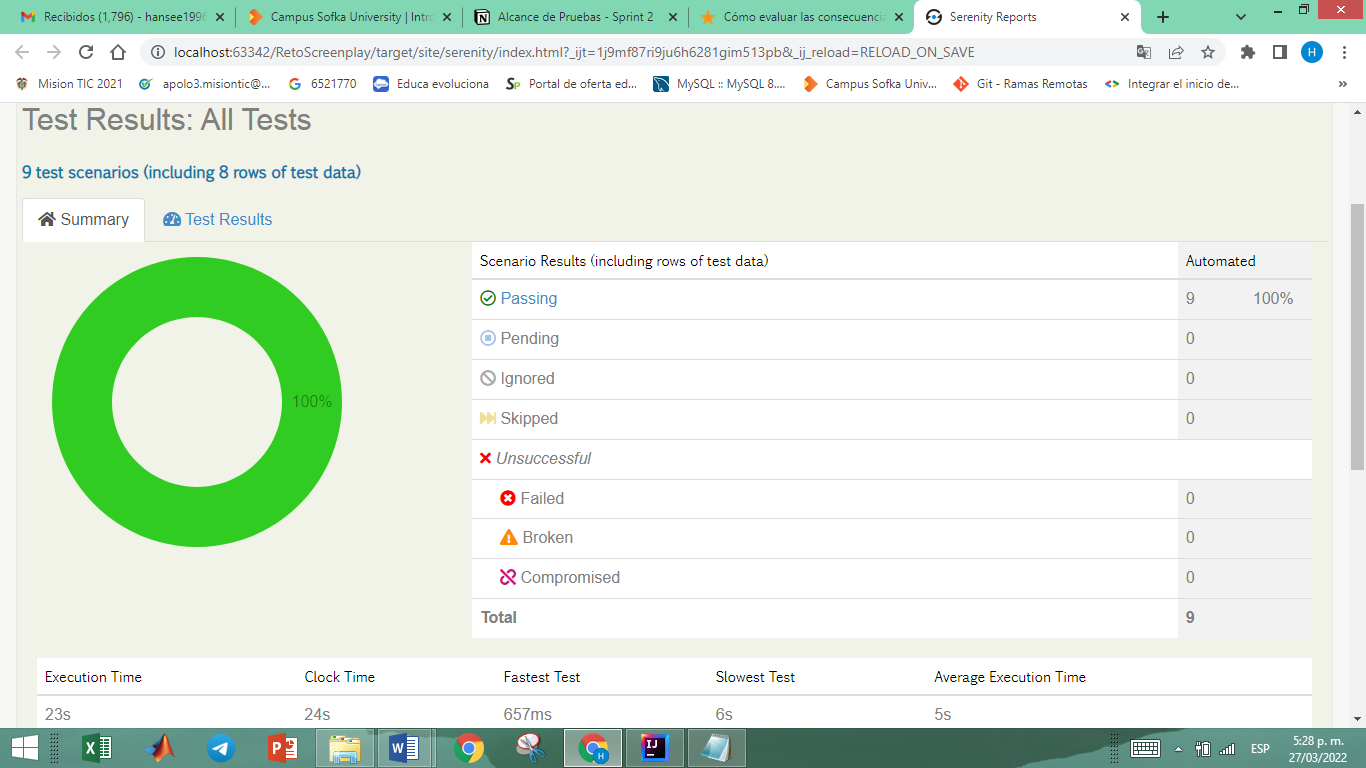 Recibidos (1,796) - hansee1996
Campus Sofka University | Intro
Alcance de Pruebas - Sprint 2
Cómo evaluar las consecuencia
Serenity Reports
localhost:63342/RetoScreenplay/target/site/serenity/index.html?_ijt=1j9mf87ri9ju6h6281gim513pb&_ij_reload=RELOAD_ON_SAVE
H
Mision TIC 2021
apolo3.misiontic@...
6521770
Educa evoluciona
Portal de oferta ed...
MySQL :: MySQL 8....
Campus Sofka Univ...
Git - Ramas Remotas
Integrar el inicio de...
»
Test Results: All Tests
9 test scenarios (including 8 rows of test data)
Summary
Test Results
100%
Scenario Results (including rows of test data) Automated
Passing 9 100%
Pending 0
Ignored 0
Skipped 0
Unsuccessful
Failed 0
Broken 0
Compromised 0
Total 9
Execution Time Clock Time Fastest Test Slowest Test Average Execution Time
23s 24s 657ms 6s 5s
ESP
5:28 p. m.
27/03/2022